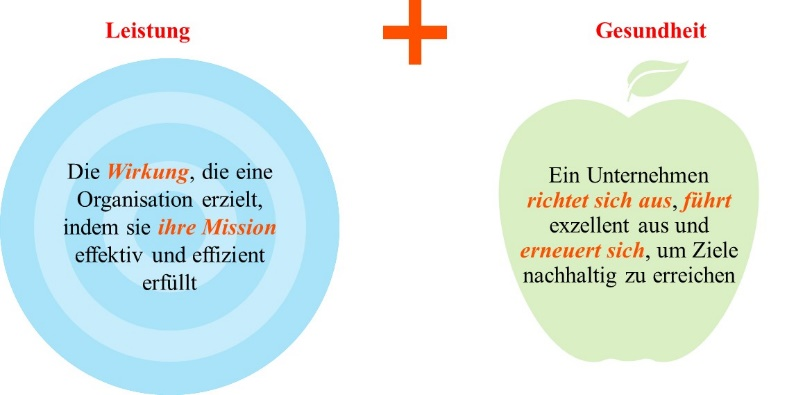 Leistung
Die Wirkung, die eine
Organisation erzielt,
indem sie ihre Mission
effektiv und effizient
erfüllt
Gesundheit
Ein Unternehmen
richtet sich aus, führt
exzellent aus und
erneuert sich, um Ziele
nachhaltig zu erreichen